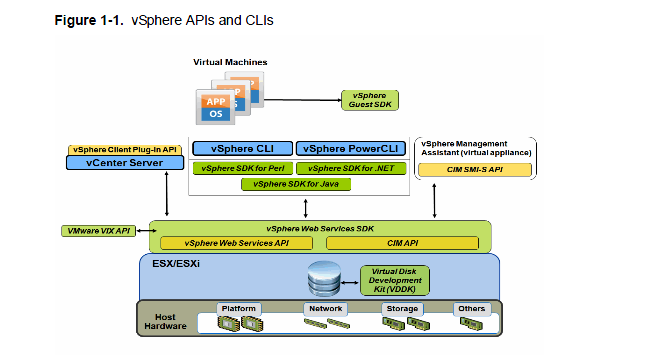 Figure 1-1. vSphere APIs and CLIs
Virtual Machines
APP
OS
vSphere
Guest SDK
vSphere Client Plug-in API
vCenter Server
vSphere CLI
vSphere PowerCLI
vSphere SDK for Perl
vSphere SDK for .NET
vSphere SDK for Java
vSphere Management
Assistant (virtual appliance)
CIM SMI-S API
VMware VIX API
vSphere Web Services SDK
vSphere Web Services API
CIM API
ESX/ESXi
Virtual Disk
Development
Kit (VDDK)
Host
Hardware
Platform
Network
Storage
Others